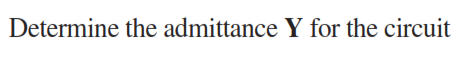 Determine the admittance Y for the circuit